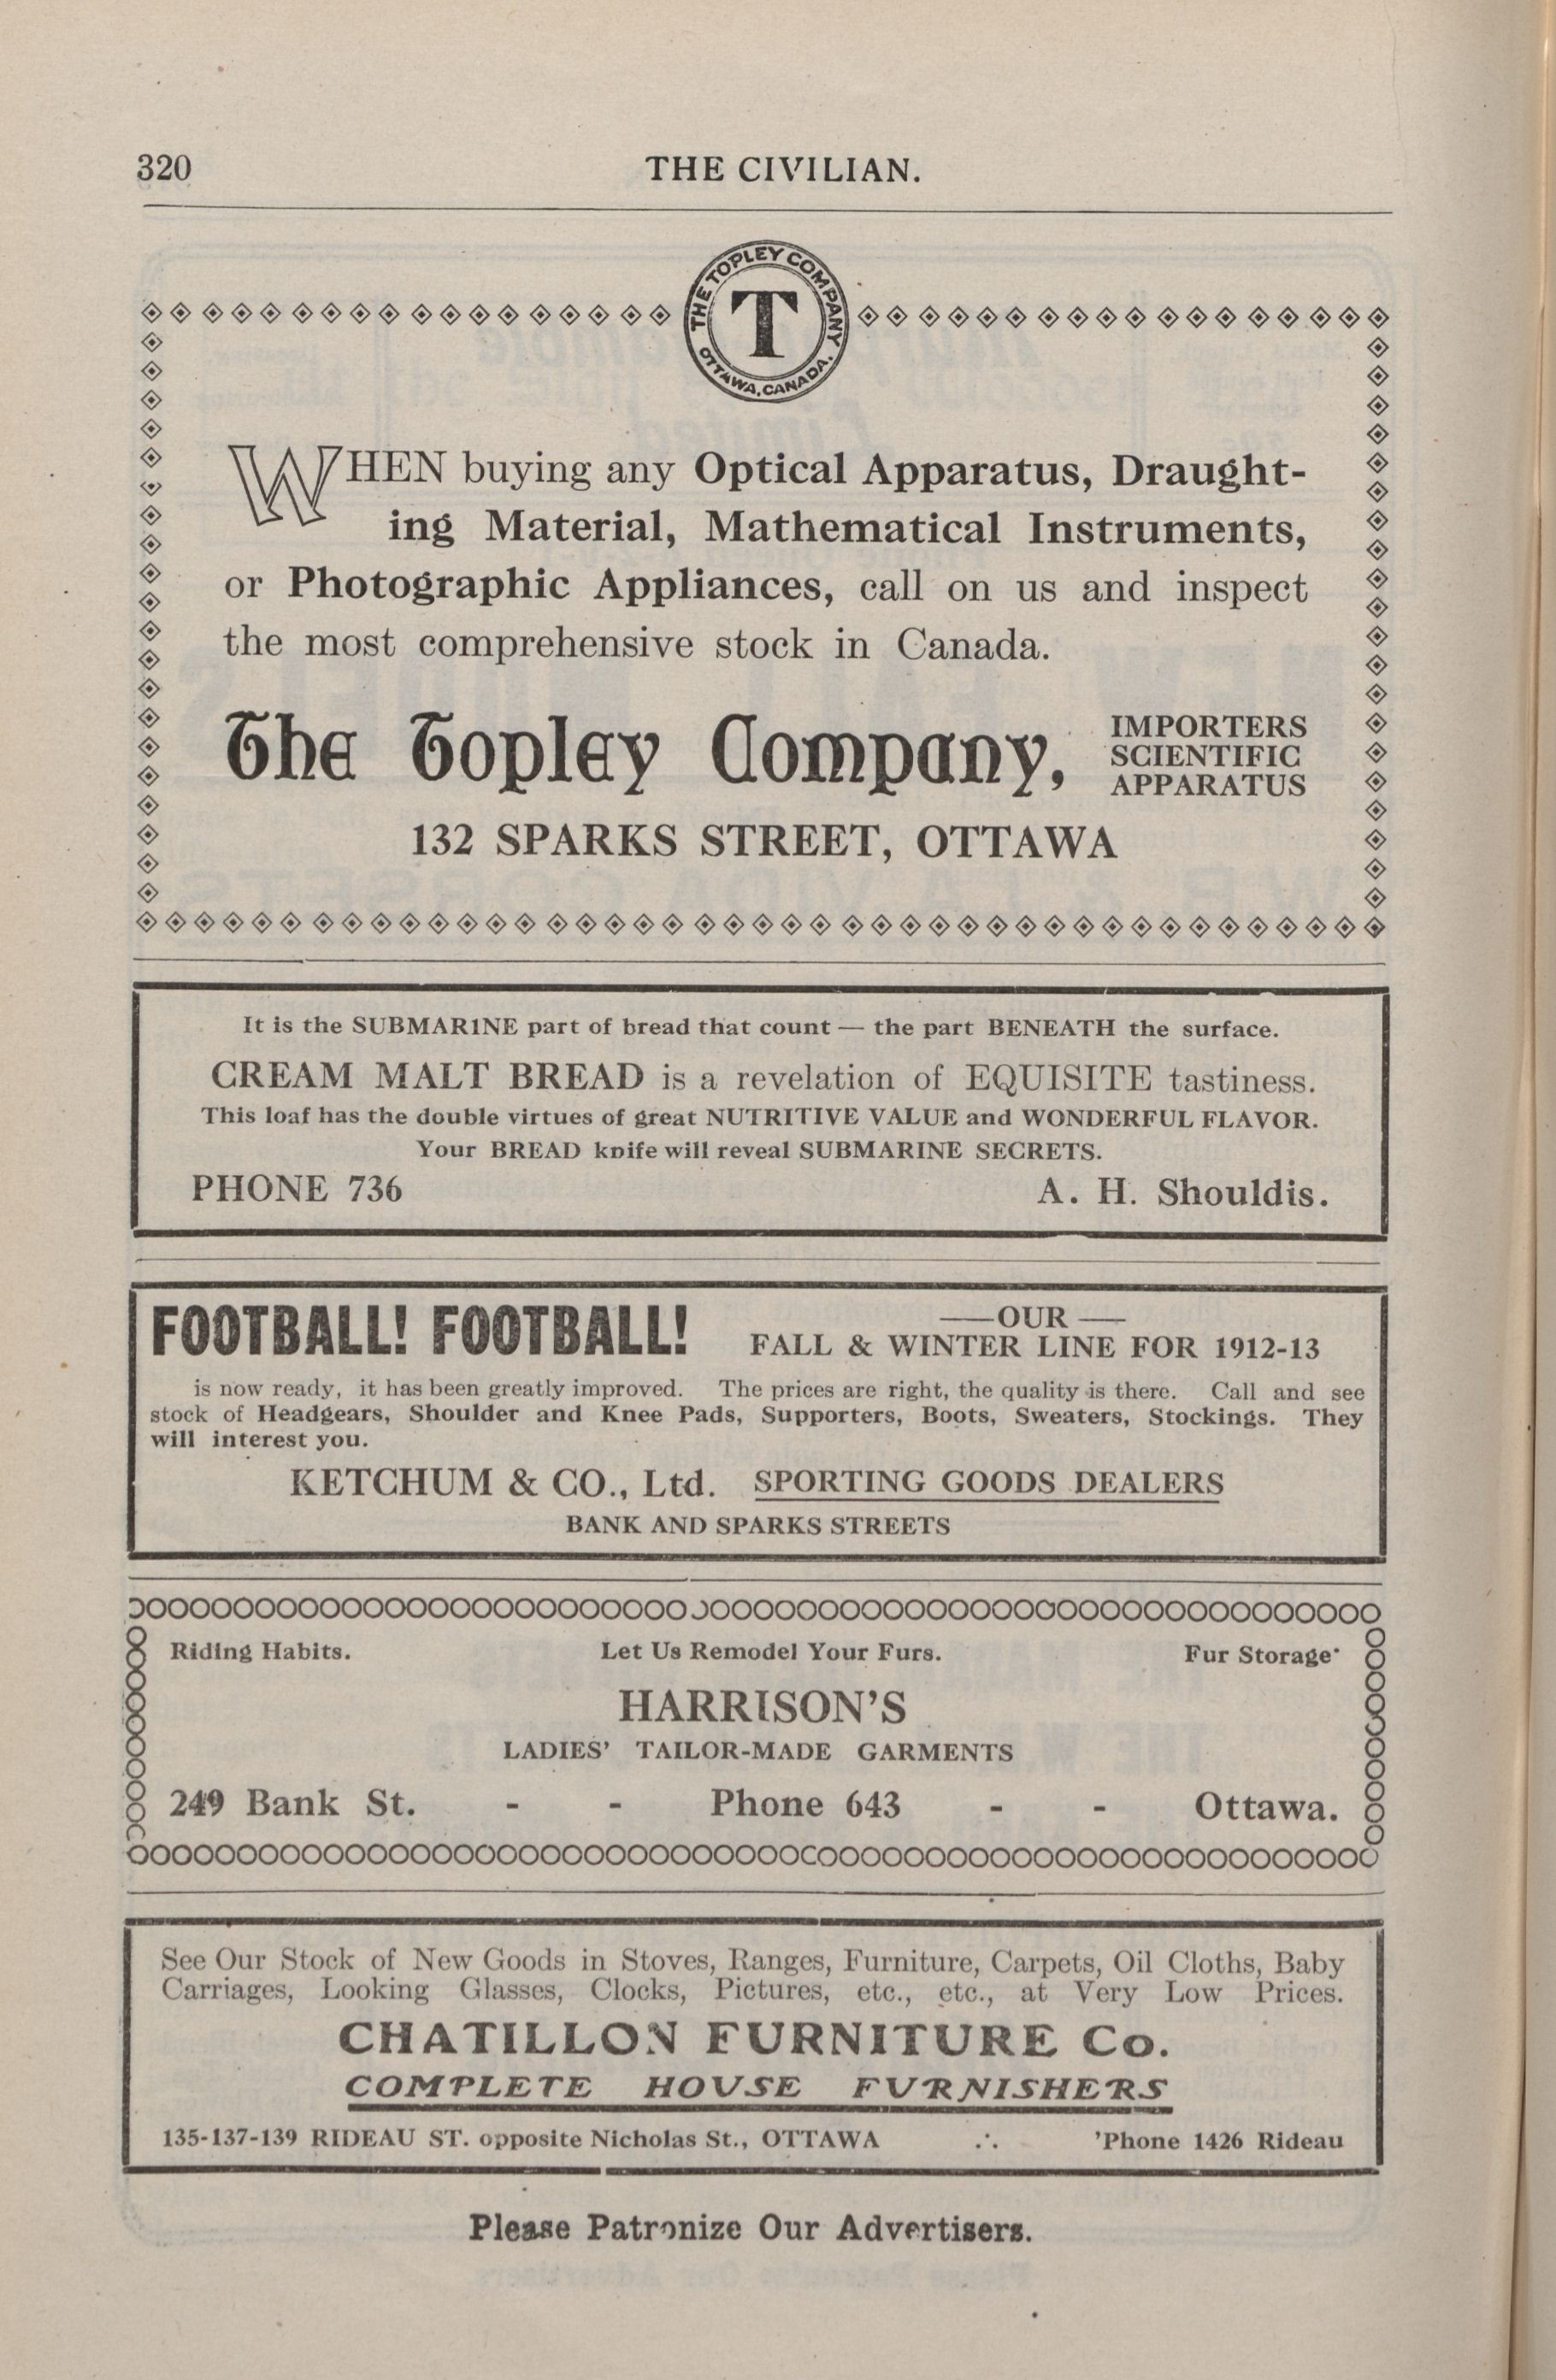 320
THE CIVILIAN.
THE TOPLEY COMPANY
T
OTTAWA, CANADA.
WHEN buying any Optical Apparatus, Draught-
ing Material, Mathematical Instruments,
or Photographic Appliances, call on us and inspect
the most comprehensive stock in Canada.
The Topley Company,
IMPORTERS
SCIENTIFIC
APPARATUS
132 SPARKS STREET, OTTAWA
It is the SUBMAR1NE part of bread that count — the part BENEATH the surface.
CREAM MALT BREAD is a revelation of EQUISITE tastiness.
This loaf has the double virtues of great NUTRITIVE VALUE and WONDERFUL FLAVOR.
Your BREAD knife will reveal SUBMARINE SECRETS.
PHONE 736 A. H. Shouldis.
FOOTBALL! FOOTBALL!
— OUR —
FALL & WINTER LINE FOR 1912-13
is now ready, it has been greatly improved. The prices are right, the quality is there. Call and see
stock of Headgears, Shoulder and Knee Pads, Supporters, Boots, Sweaters, Stockings. They
will interest you.
KETCHUM & CO., Ltd. SPORTING GOODS DEALERS
BANK AND SPARKS STREETS
Riding Habits. Let Us Remodel Your Furs. Fur Storage·
HARRISON'S
LADIES' TAILOR-MADE GARMENTS
249 Bank St. - - Phone 643 - - Ottawa.
See Our Stock of New Goods in Stoves, Ranges, Furniture, Carpets, Oil Cloths, Baby
Carriages, Looking Glasses, Clocks, Pictures, etc., etc., at Very Low Prices.
CHATILLON FURNITURE Co.
COMPLETE HOUSE FURNISHERS
135-137-139 RIDEAU ST. opposite Nicholas St., OTTAWA ∴ 'Phone 1426 Rideau
Please Patronize Our Advertisers.